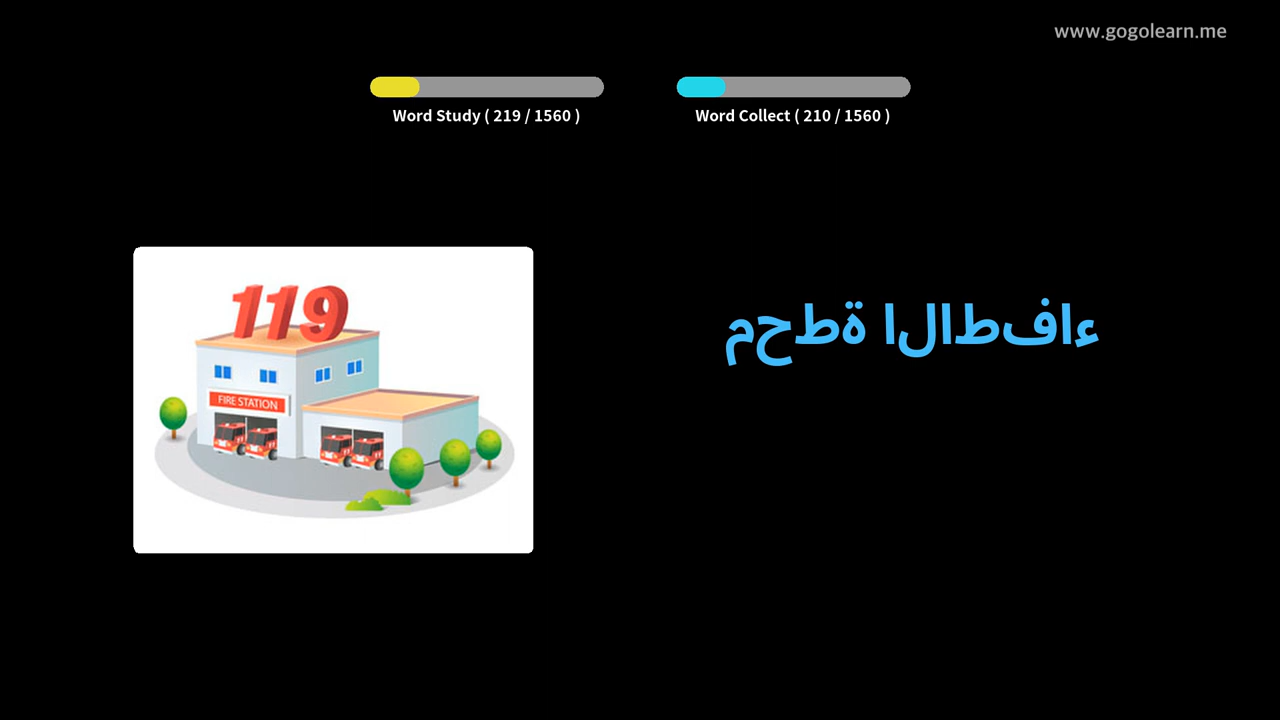 www.gogolearn.me
Word Study ( 219 / 1560 )
Word Collect ( 210 / 1560 )
119
FIRE STATION
محطة الاطفاء